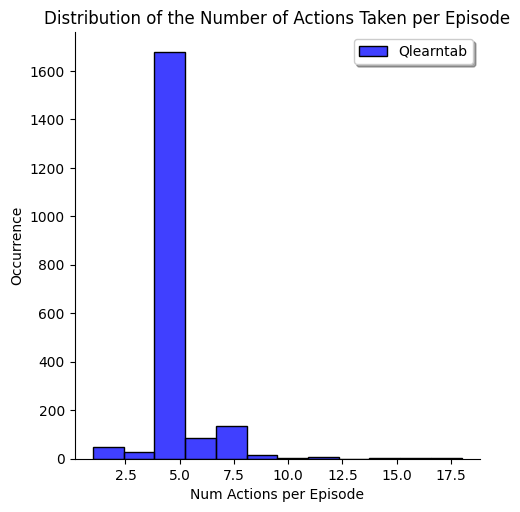 Distribution of the Number of Actions Taken per Episode
Qlearntab
1600
1400
1200
1000
800
600
400
200
0
Occurrence
2.5 5.0 7.5 10.0 12.5 15.0 17.5
Num Actions per Episode